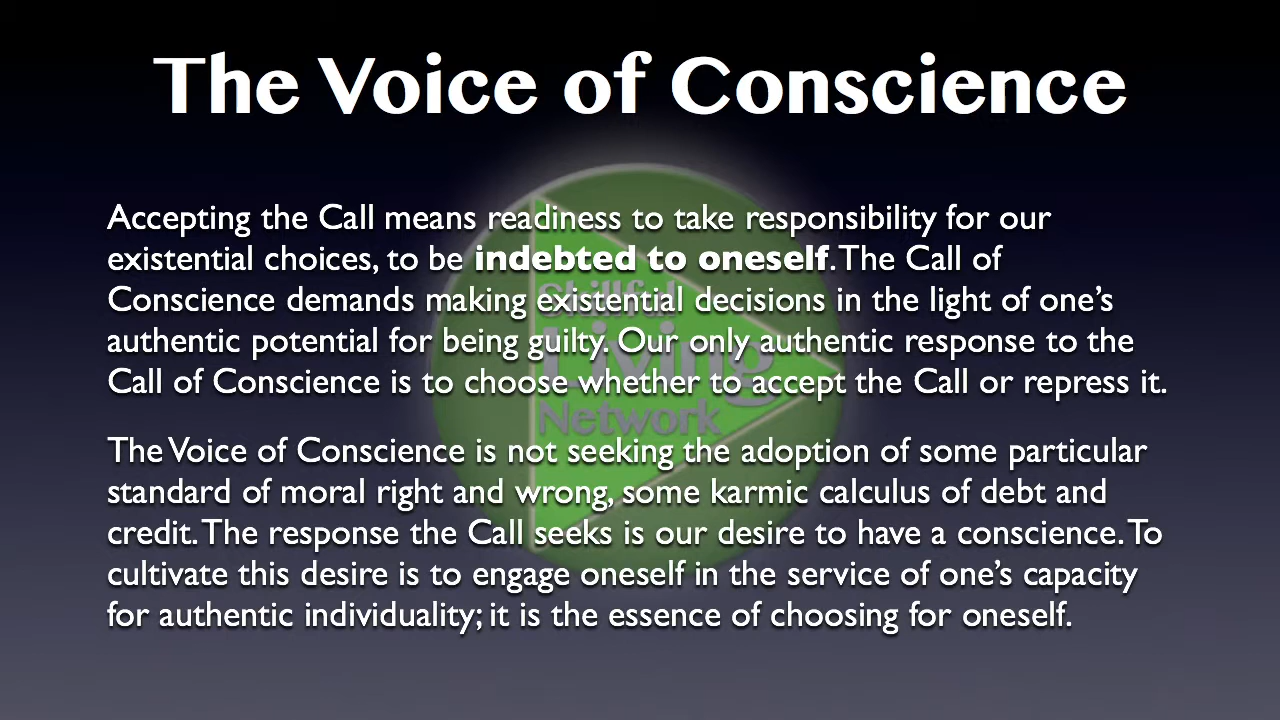 The Voice of Conscience
Accepting the Call means readiness to take responsibility for our
existential choices, to be indebted to oneself. The Call of
Conscience demands making existential decisions in the light of one’s
authentic potential for being guilty. Our only authentic response to the
Call of Conscience is to choose whether to accept the Call or repress it.
The Voice of Conscience is not seeking the adoption of some particular
standard of moral right and wrong, some karmic calculus of debt and
credit. The response the Call seeks is our desire to have a conscience. To
cultivate this desire is to engage oneself in the service of one’s capacity
for authentic individuality; it is the essence of choosing for oneself.
Skillful
Living
Network